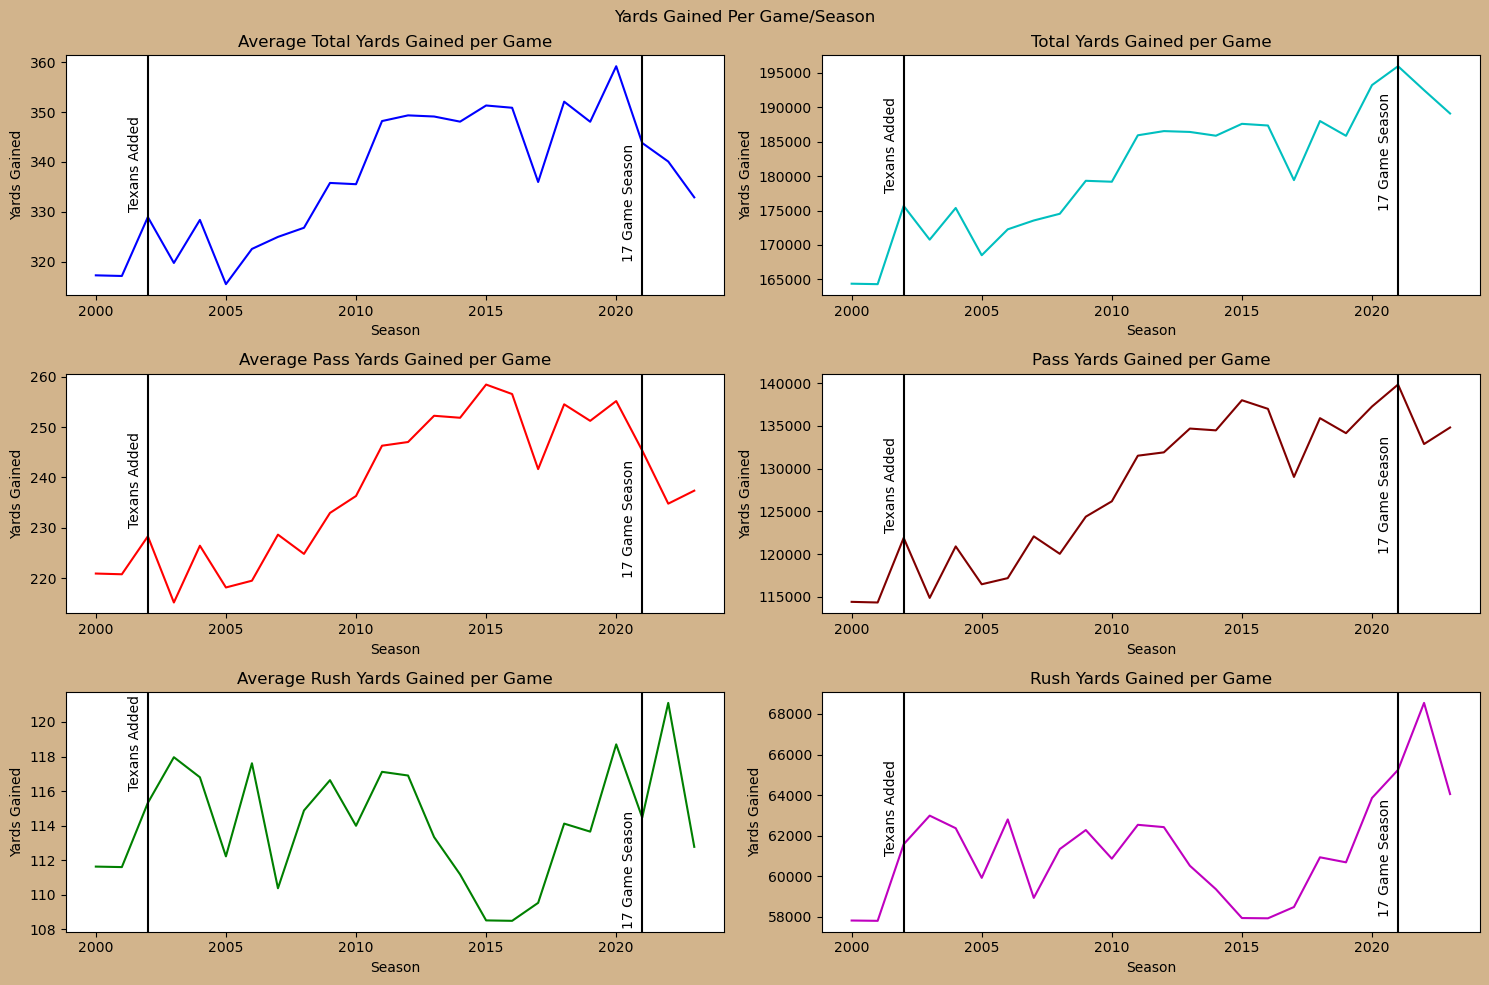 Yards Gained Per Game/Season
Average Total Yards Gained per Game
Yards Gained
360
350
340
330
320
Texans Added
17 Game Season
2000 2005 2010 2015 2020
Season
Total Yards Gained per Game
Yards Gained
195000
190000
185000
180000
175000
170000
165000
Texans Added
17 Game Season
2000 2005 2010 2015 2020
Season
Average Pass Yards Gained per Game
Yards Gained
260
250
240
230
220
Texans Added
17 Game Season
2000 2005 2010 2015 2020
Season
Pass Yards Gained per Game
Yards Gained
140000
135000
130000
125000
120000
115000
Texans Added
17 Game Season
2000 2005 2010 2015 2020
Season
Average Rush Yards Gained per Game
Yards Gained
120
118
116
114
112
110
108
Texans Added
17 Game Season
2000 2005 2010 2015 2020
Season
Rush Yards Gained per Game
Yards Gained
68000
66000
64000
62000
60000
58000
Texans Added
17 Game Season
2000 2005 2010 2015 2020
Season